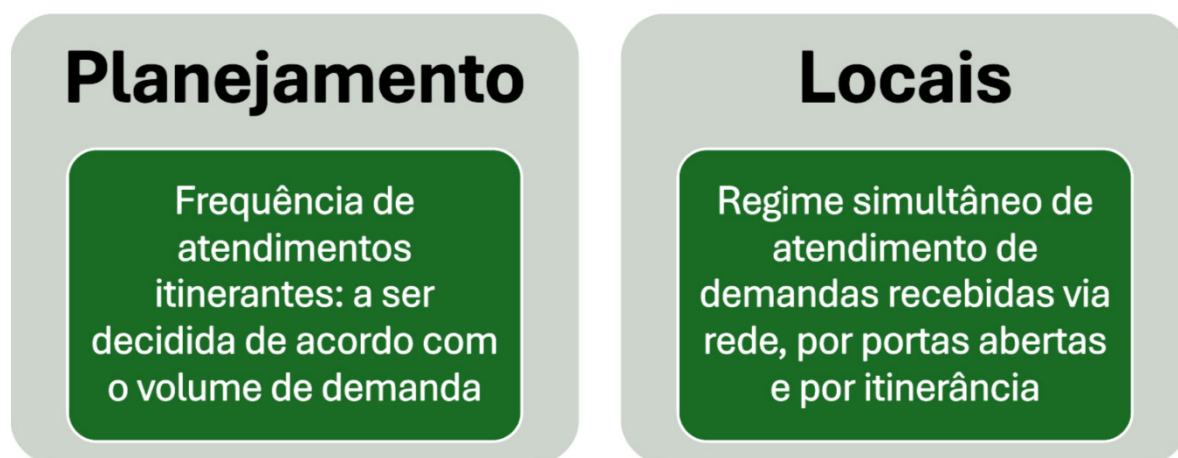 Planejamento
Frequência de
atendimentos
itinerantes: a ser
decidida de acordo com
o volume de demanda
Locais
Regime simultâneo de
atendimento de
demandas recebidas via
rede, por portas abertas
e por itinerância